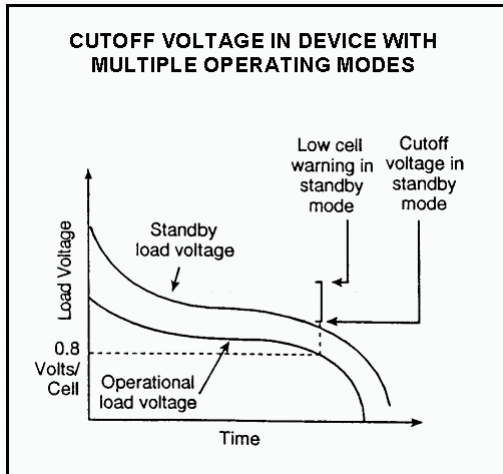 CUTOFF VOLTAGE IN DEVICE WITH
MULTIPLE OPERATING MODES
Low cell
warning in
standby
mode
Cutoff
voltage in
standby
mode
Load Voltage
Standby
load voltage
0.8
Volts/
Cell
Operational
load voltage
Time